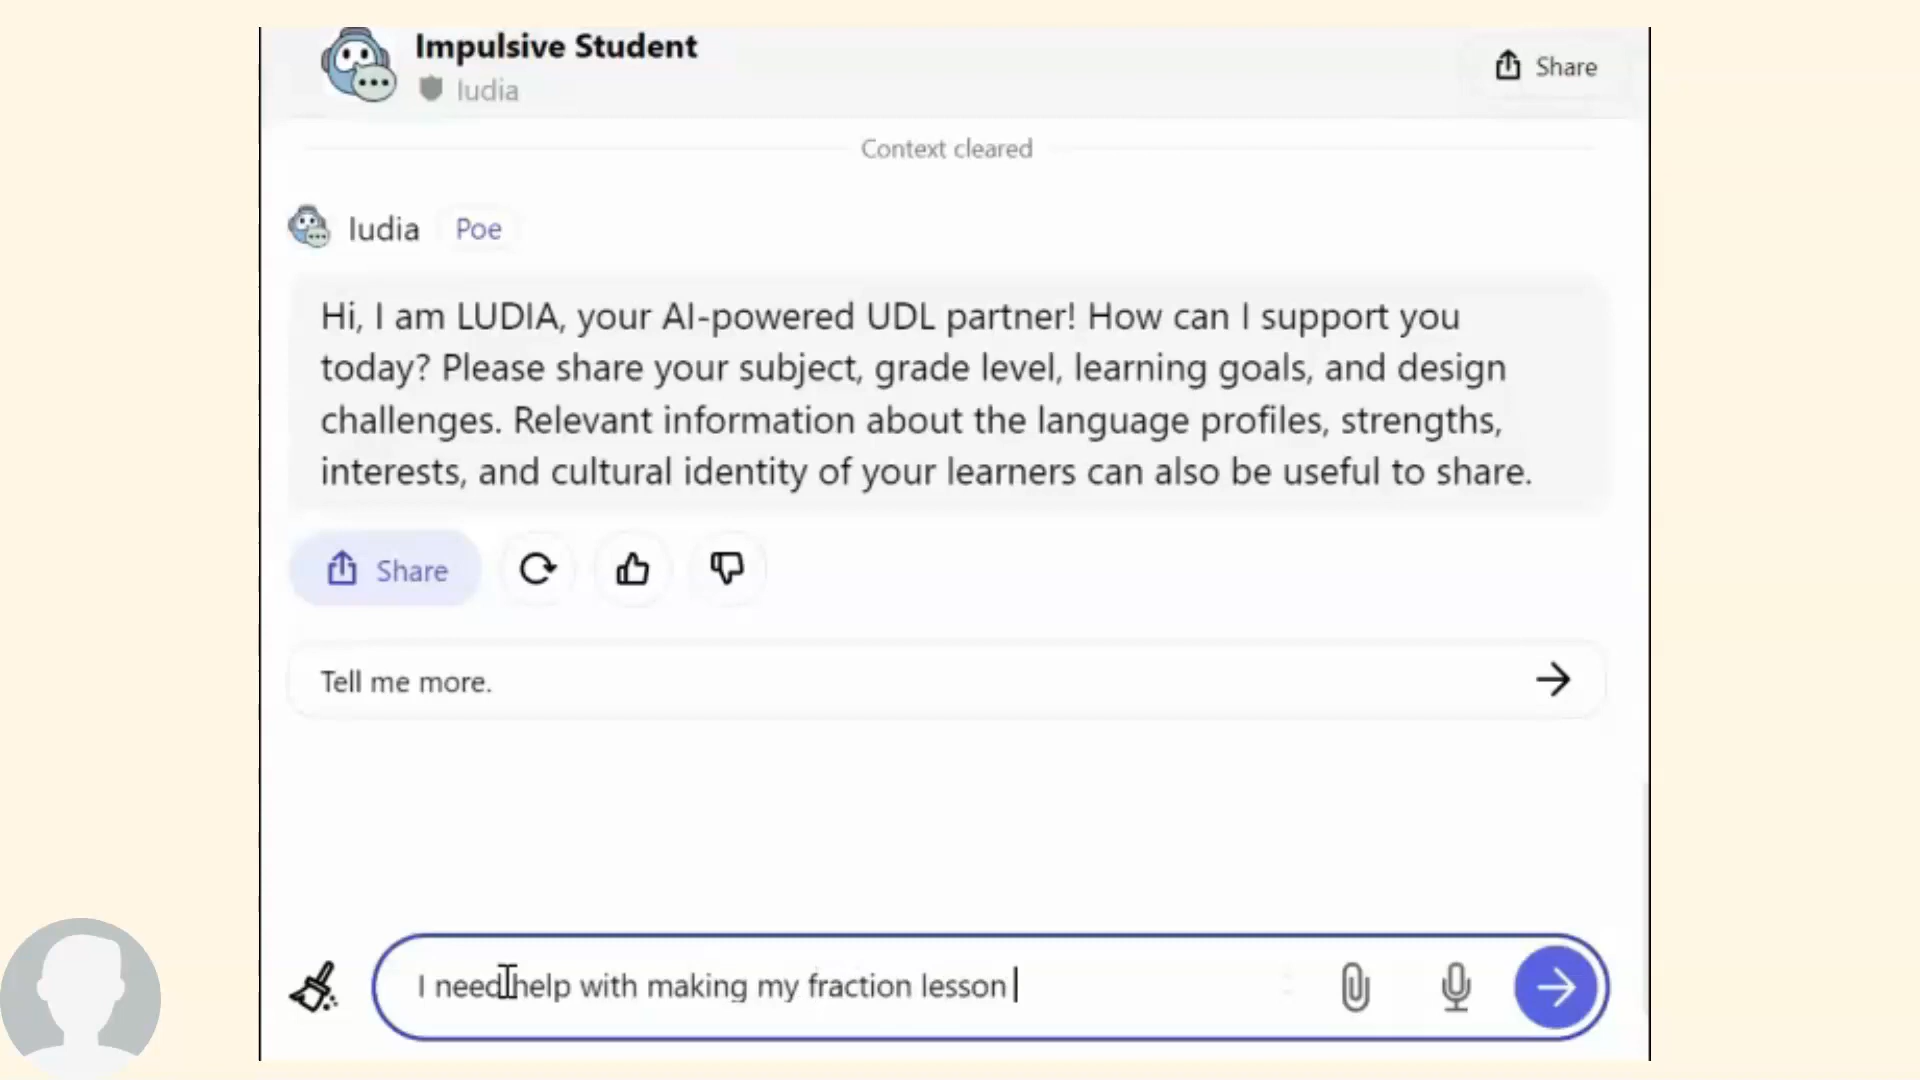 Impulsive Student
ludia
Share
Context cleared
ludia Poe
Hi, I am LUDIA, your AI-powered UDL partner! How can I support you
today? Please share your subject, grade level, learning goals, and design
challenges. Relevant information about the language profiles, strengths,
interests, and cultural identity of your learners can also be useful to share.
Share
Tell me more.
I need help with making my fraction lesson